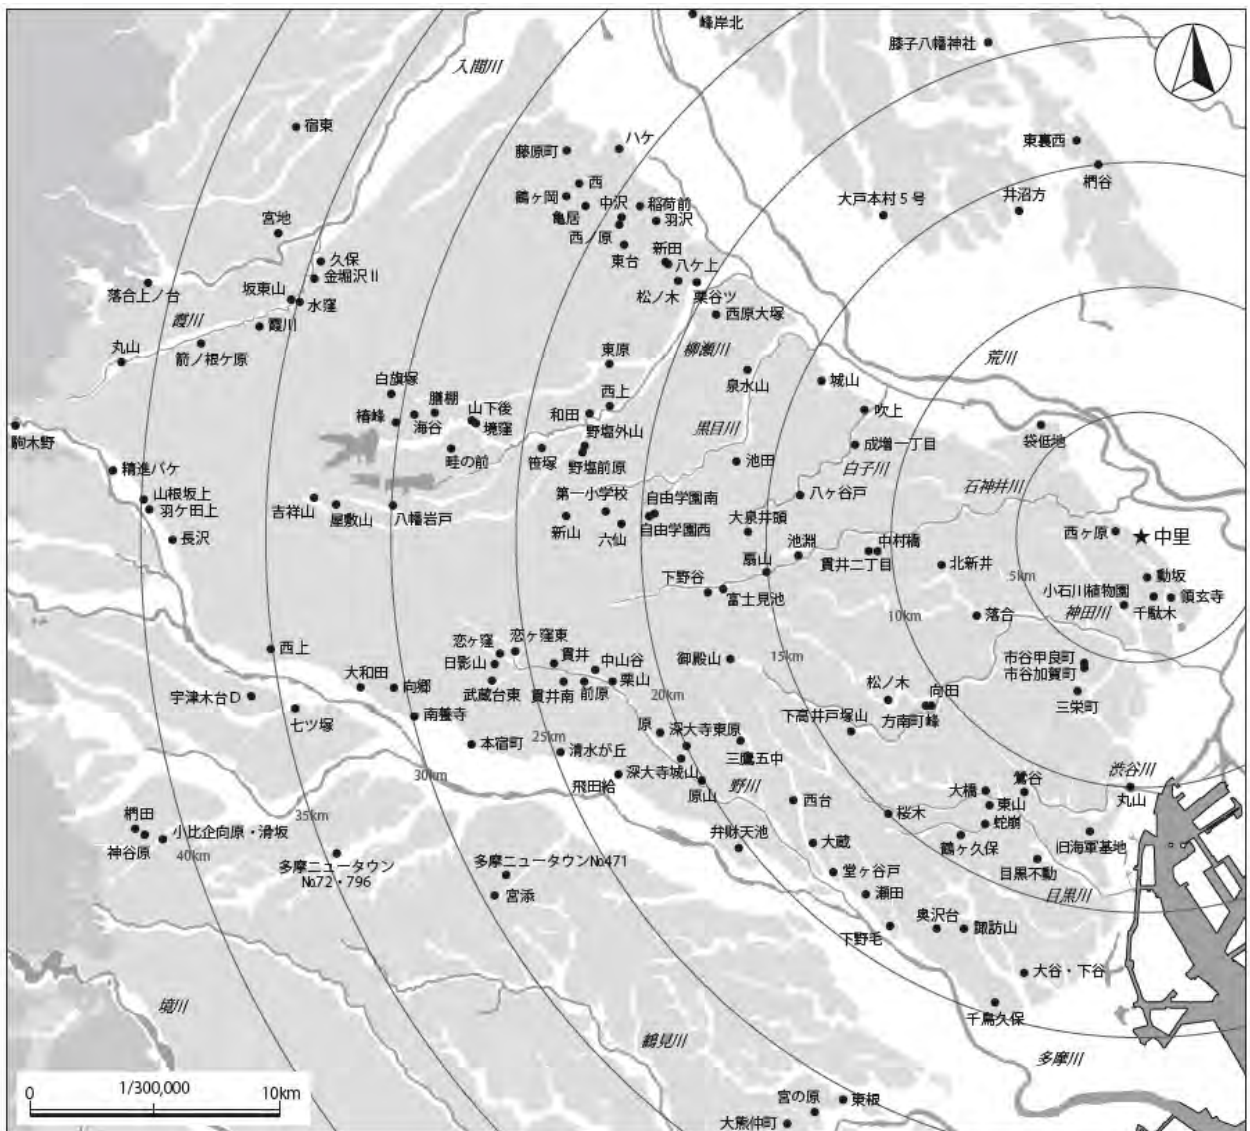 峰岸北
膝子八幡神社
入間川
宿東
ハケ
藤原町
東裏西
椚谷
西
鶴ヶ岡
中沢
稲荷前
亀居
羽沢
西ノ原
大戸本村5号
井沼方
宮地
東台
新田
八ケ上
久保
金堀沢Ⅱ
落合上ノ台
坂東山
水窪
松ノ木
栗谷ツ
霞川
霞川
西原大塚
丸山
箭ノ根ケ原
東原
柳瀬川
荒川
白旗塚
泉水山
城山
膳棚
山下後
西上
椿峰
海谷
境窪
和田
吹上
黒目川
袋低地
駒木野
野塩外山
成増一丁目
畦の前
笹塚
野塩前原
池田
白子川
精進バケ
石神井川
山根坂上
羽ケ田上
吉祥山
屋敷山
八幡岩戸
第一小学校
自由学園南
八ヶ谷戸
新山
六仙
自由学園西
大泉井頭
長沢
中村橋
西ヶ原
★中里
池淵
貫井二丁目
扇山
北新井
5km
動坂
下野谷
富士見池
小石川植物園
領玄寺
千駄木
神田川
10km
落合
恋ヶ窪
恋ヶ窪東
西上
日影山
貫井
中山谷
御殿山
15km
市谷甲良町
市谷加賀町
大和田
向郷
武蔵台東
貫井南
前原
栗山
松ノ木
向田
宇津木台D
20km
三栄町
七ツ塚
南養寺
下高井戸塚山
方南町峰
原
深大寺東原
本宿町
25km
清水が丘
三鷹五中
30km
飛田給
深大寺城山
野川
渋谷川
原山
鶯谷
大橋
丸山
西台
東山
35km
桜木
蛇崩
椚田
弁財天池
大蔵
鶴ヶ久保
旧海軍基地
小比企向原・滑坂
神谷原
40km
多摩ニュータウン
№72・796
多摩ニュータウン№471
堂ヶ谷戸
目黒不動
宮添
瀬田
目黒川
奥沢台
諏訪山
下野毛
大谷・下谷
境川
千鳥久保
鶴見川
多摩川
0
1/300,000
10km
宮の原
東根
大熊仲町